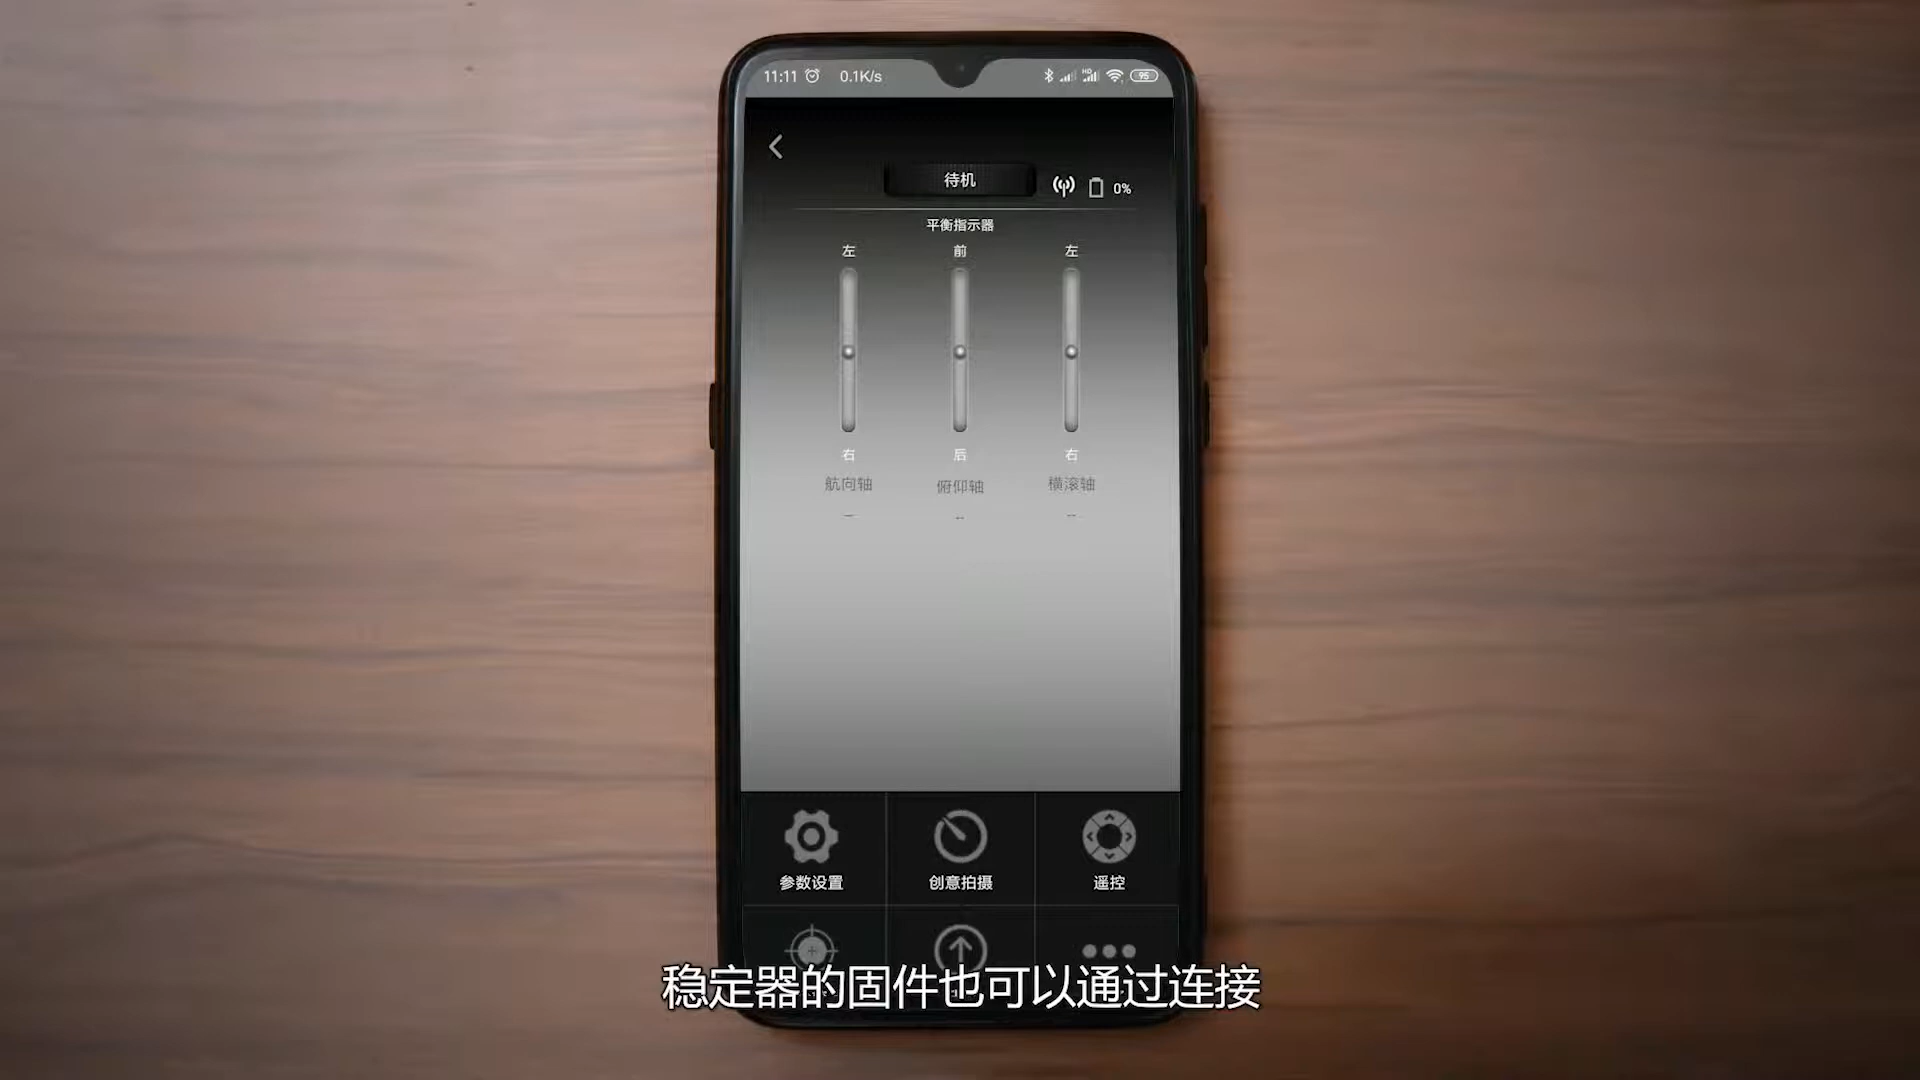 11:11 0.1K/s HD 95
待机 0%
平衡指示器
左 前 左
右 后 右
航向轴 俯仰轴 横滚轴
-- -- --
参数设置 创意拍摄 遥控
稳定器的固件也可以通过连接